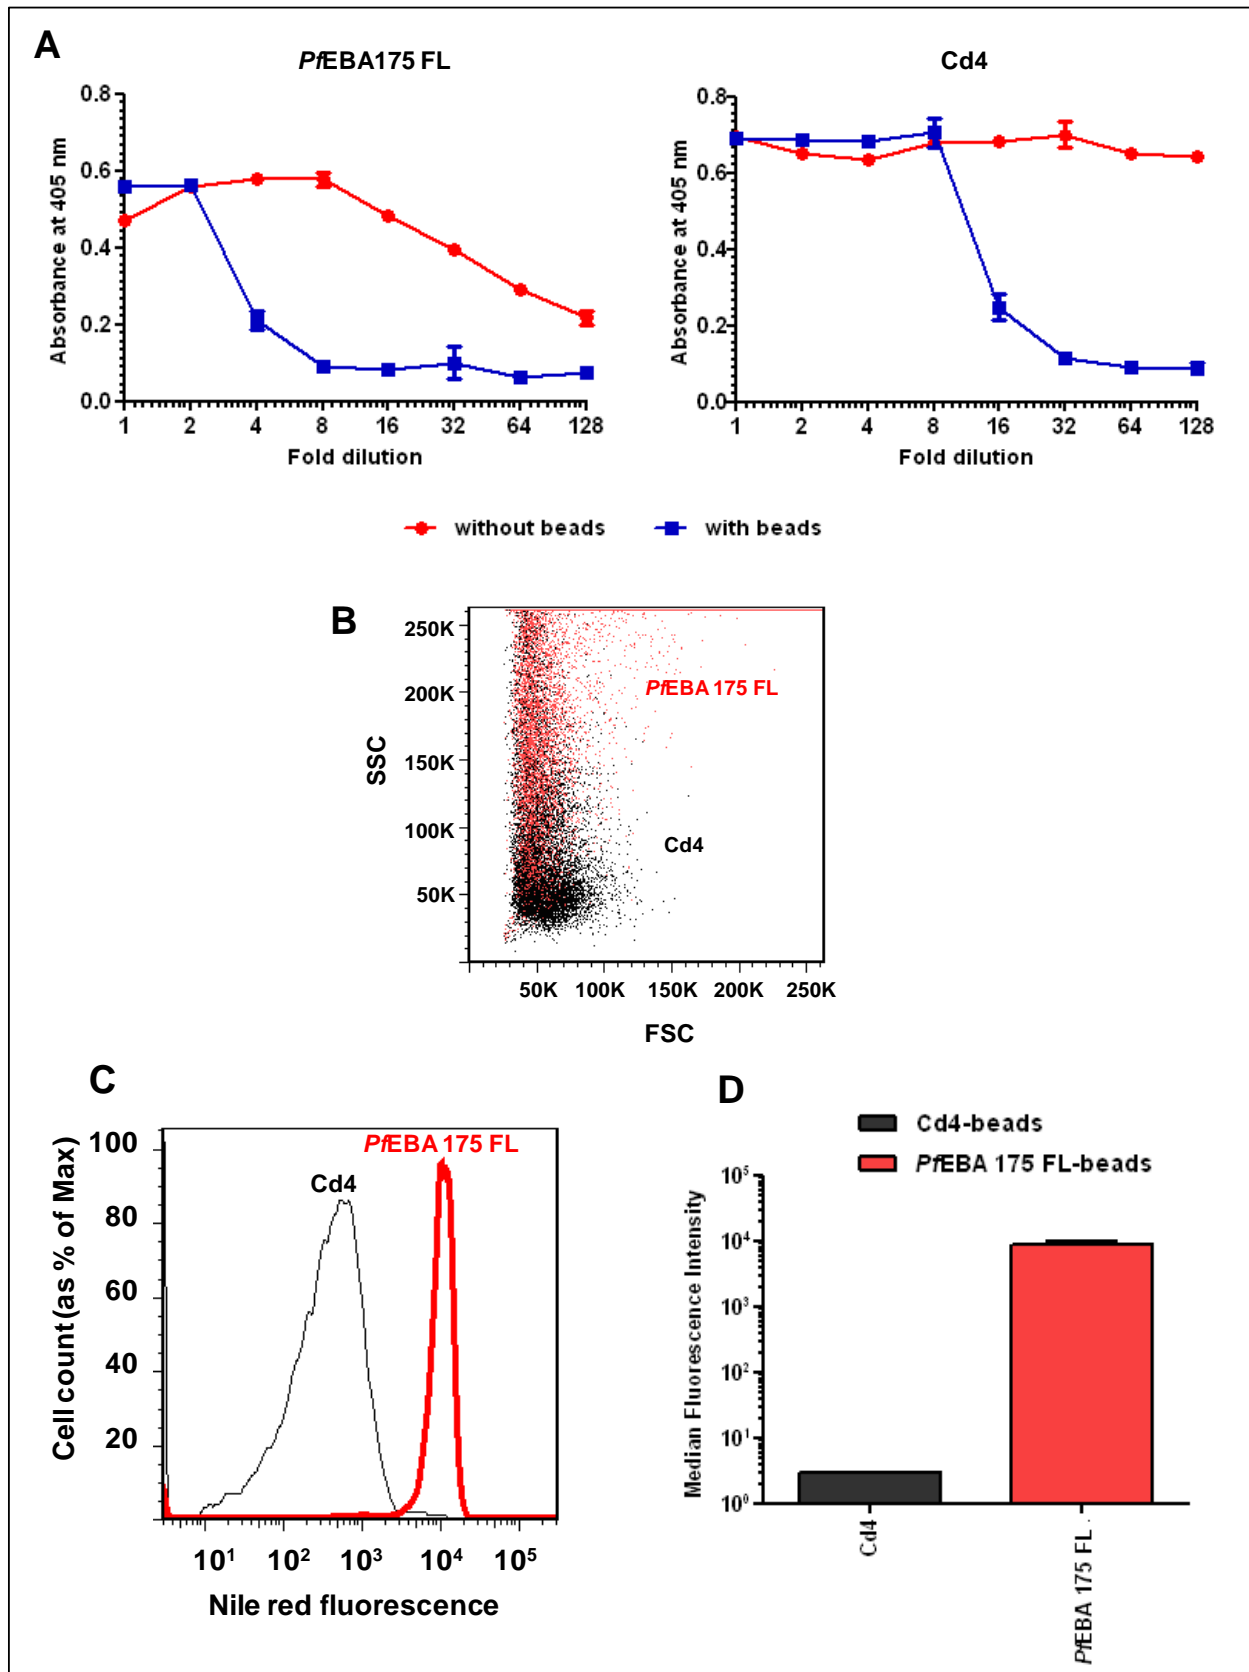 A
PfEBA175 FL
Cd4
Absorbance at 405 nm
0.8
0.6
0.4
0.2
0.0
1 2 4 8 16 32 64 128
Fold dilution
Absorbance at 405 nm
0.8
0.6
0.4
0.2
0.0
1 2 4 8 16 32 64 128
Fold dilution
without beads
with beads
B
SSC
250K
200K
150K
100K
50K
PfEBA 175 FL
Cd4
50K 100K 150K 200K 250K
FSC
C
Cell count (as % of Max)
100
80
60
40
20
Cd4
PfEBA 175 FL
10¹ 10² 10³ 10⁴ 10⁵
Nile red fluorescence
D
Cd4-beads
PfEBA 175 FL-beads
Median Fluorescence Intensity
10⁵
10⁴
10³
10²
10¹
10⁰
Cd4
PfEBA 175 FL .